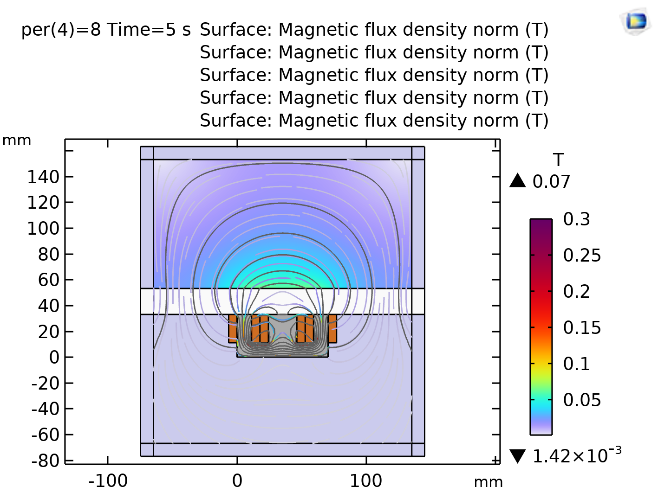 per(4)=8 Time=5 s Surface: Magnetic flux density norm (T)
Surface: Magnetic flux density norm (T)
Surface: Magnetic flux density norm (T)
Surface: Magnetic flux density norm (T)
Surface: Magnetic flux density norm (T)
mm
T
▲ 0.07
140
120
100
80
60
40
20
0
-20
-40
-60
-80
0.3
0.25
0.2
0.15
0.1
0.05
▼ 1.42×10⁻³
-100 0 100 mm